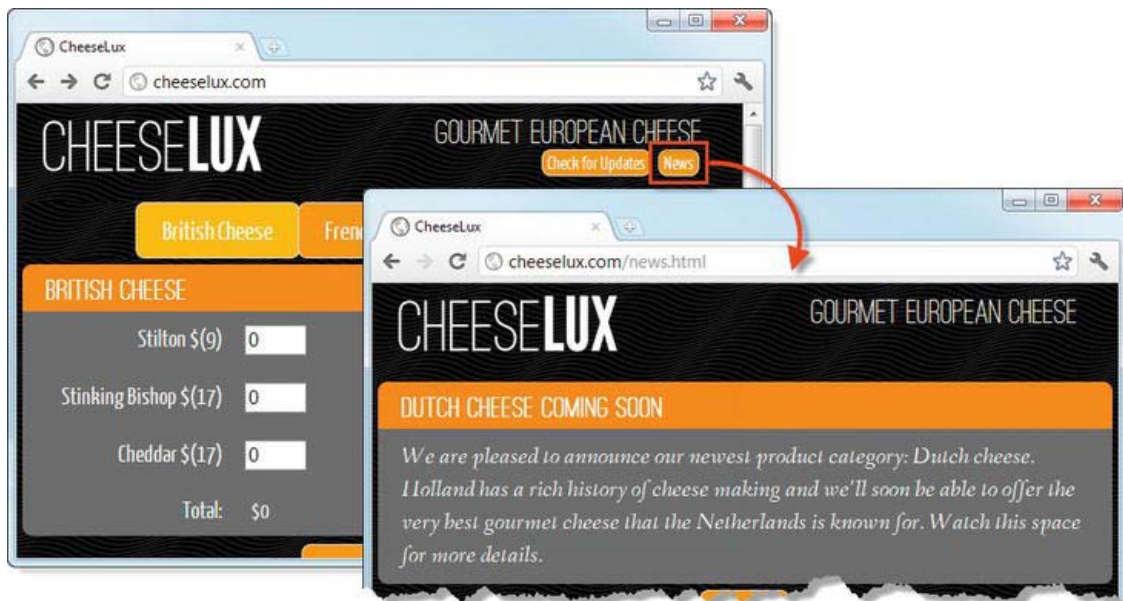 CheeseLux
cheeselux.com
CHEESELUX
GOURMET EUROPEAN CHEESE
Check for Updates News
British Cheese
BRITISH CHEESE
Stilton $(9) 0
Stinking Bishop $(17) 0
Cheddar $(17) 0
Total: $0
CheeseLux
cheeselux.com/news.html
CHEESELUX
GOURMET EUROPEAN CHEESE
DUTCH CHEESE COMING SOON
We are pleased to announce our newest product category: Dutch cheese.
Holland has a rich history of cheese making and we'll soon be able to offer the
very best gourmet cheese that the Netherlands is known for. Watch this space
for more details.